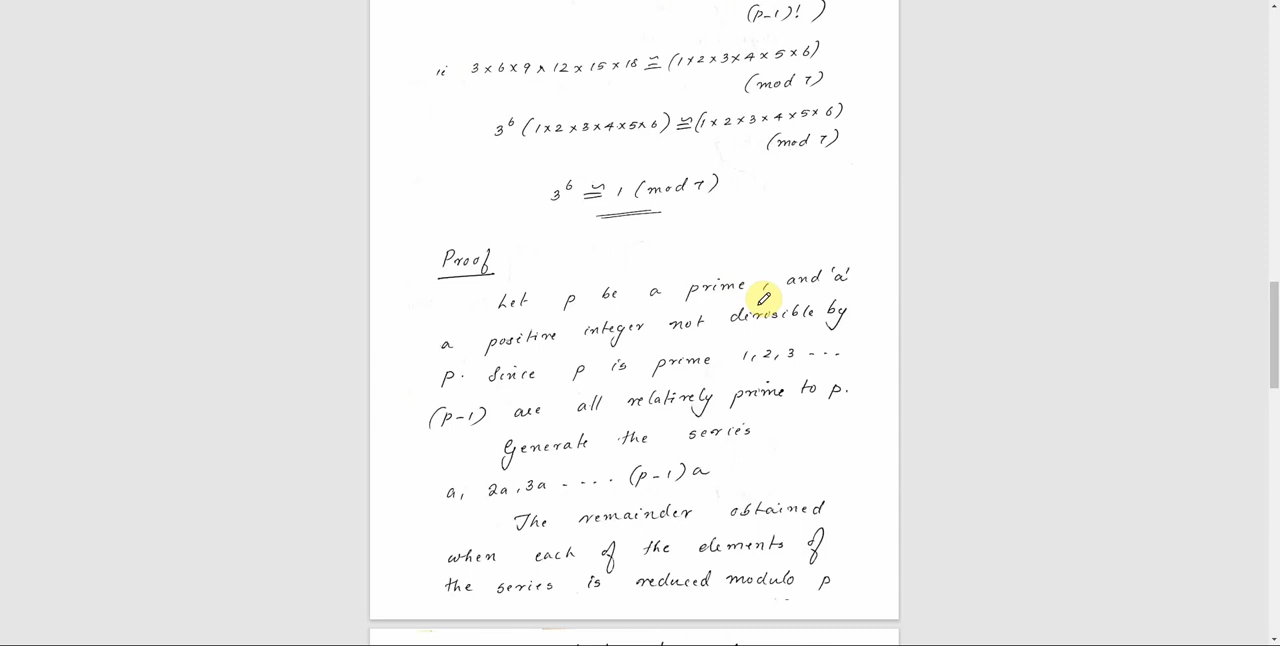 (p-1)! )
ie 3 × 6 × 9 × 12 × 15 × 18 ≌ (1 × 2 × 3 × 4 × 5 × 6)
(mod 7)
3^6 (1 × 2 × 3 × 4 × 5 × 6) ≌ (1 × 2 × 3 × 4 × 5 × 6)
(mod 7)
3^6 ≌ 1 (mod 7)
Proof
Let p be a prime, and 'a'
a positive integer not divisible by
p. Since p is prime 1, 2, 3 ---
(p-1) are all relatively prime to p.
Generate the series
a, 2a, 3a - - - - (p-1)a
The remainder obtained
when each of the elements of
the series is reduced modulo p